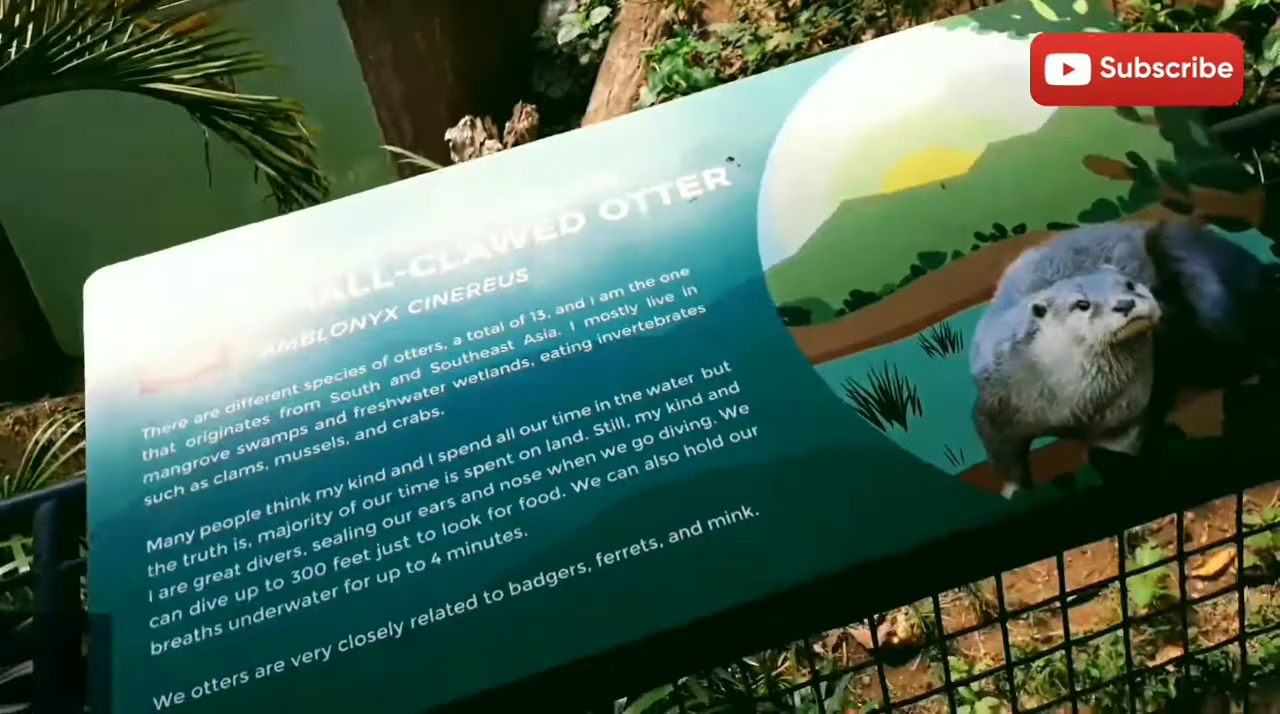 Subscribe
ALL-CLAWED OTTER
AMBLONYX CINEREUS
There are different species of otters, a total of 13, and I am the one
that originates from South and Southeast Asia. I mostly live in
mangrove swamps and freshwater wetlands, eating invertebrates
such as clams, mussels, and crabs.
Many people think my kind and I spend all our time in the water but
the truth is, majority of our time is spent on land. Still, my kind and
I are great divers, sealing our ears and nose when we go diving. We
can dive up to 300 feet just to look for food. We can also hold our
breaths underwater for up to 4 minutes.
We otters are very closely related to badgers, ferrets, and mink.